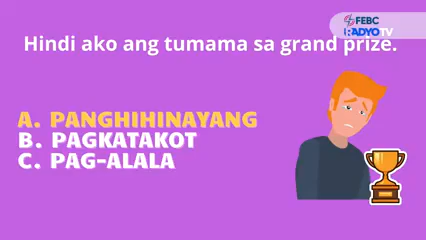 FEBC
RADYO TV
Hindi ako ang tumama sa grand prize.
A. PANGHIHINAYANG
B. PAGKATAKOT
C. PAG-ALALA